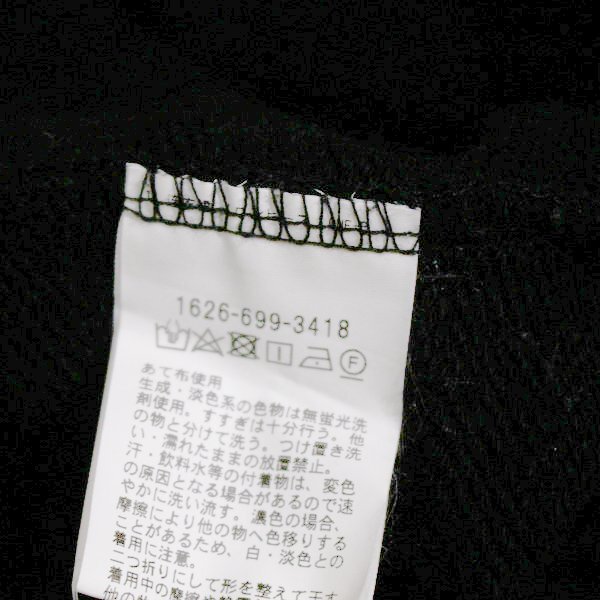 1626-699-3418
F
あて布使用
生成・淡色系の色物は無蛍光洗
剤使用。すすぎは十分行う。他
の物と分けて洗う。つけ置き洗
い・濡れたままの放置禁止。
汗・飲料水等の付着物は、変色
の原因となる場合があるので速
やかに洗い流す。濃色の場合、
摩擦により他の物へ色移りする
ことがあるため、白・淡色との
着用に注意。
二つ折りにして形を整えて干す
着用中の摩擦や
他の物